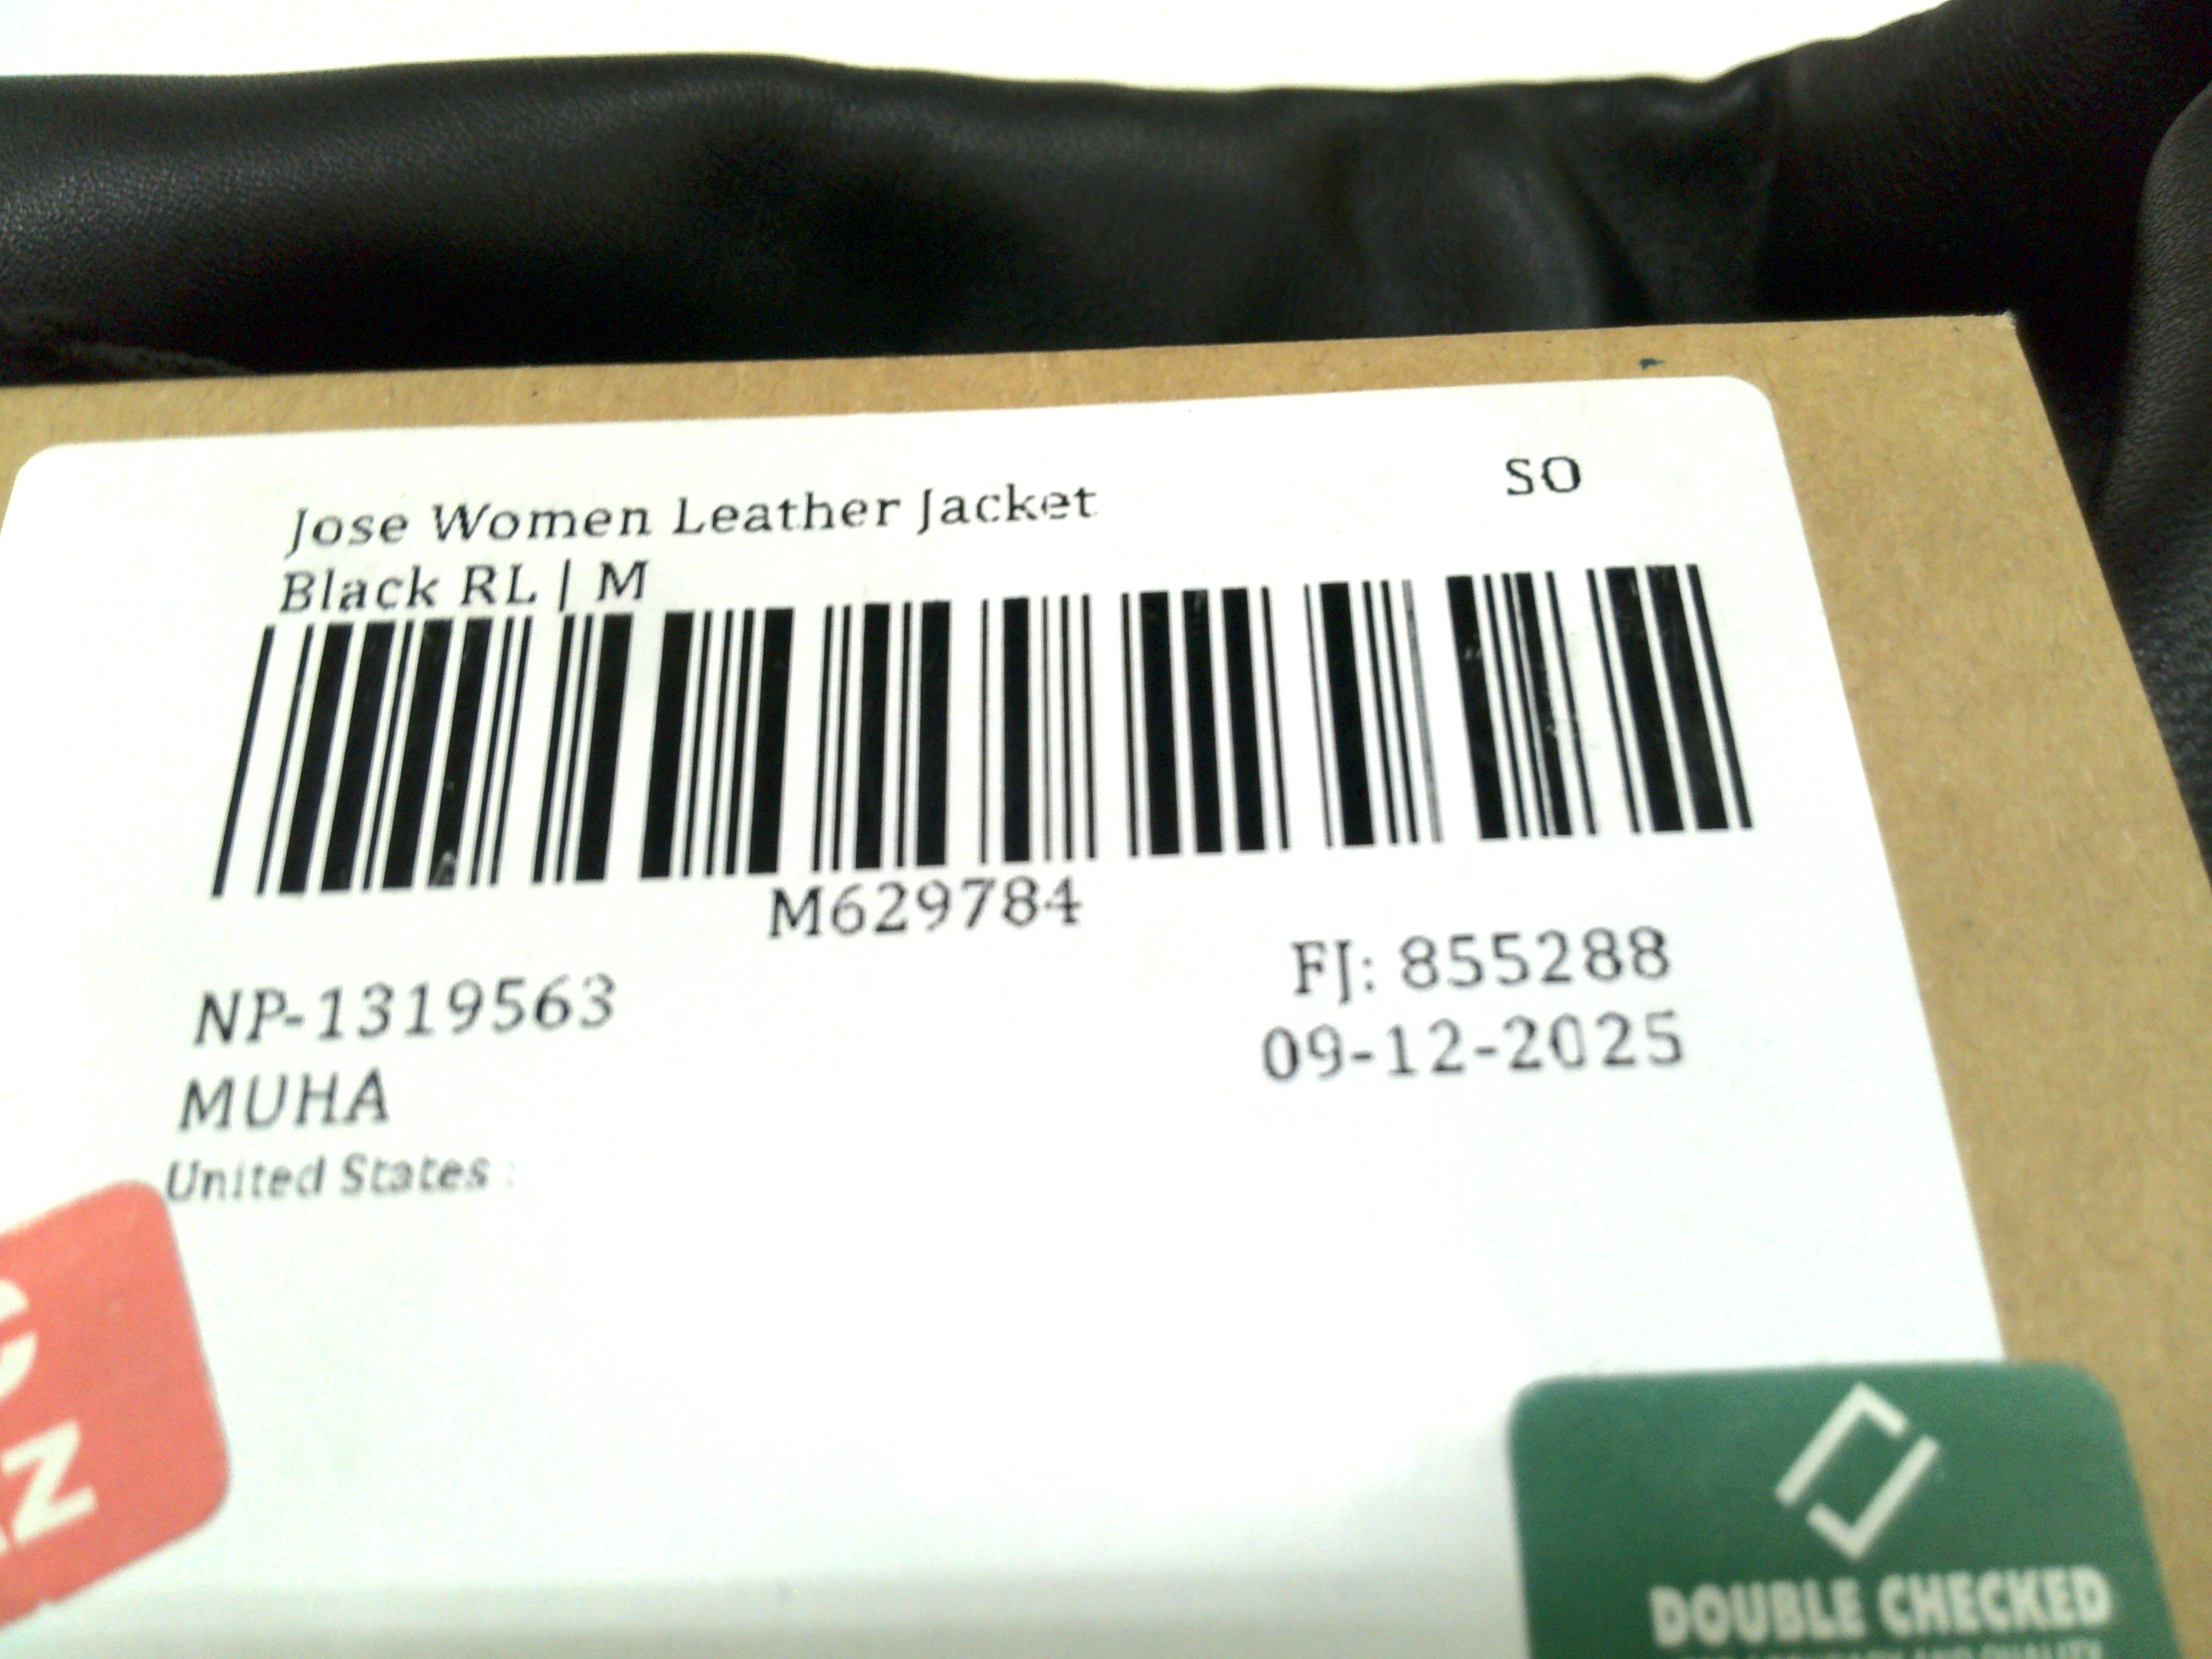 Jose Women Leather Jacket
SO
Black RL | M
M629784
NP-1319563
FJ: 855288
MUHA
09-12-2025
United States :
DOUBLE CHECKED